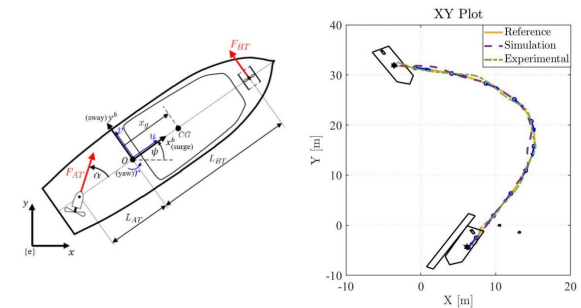 F_BT
(sway) y^b
v
x_g
CG
u
x^b
(surge)
ψ
O
(yaw) r
L_BT
F_AT
α
L_AT
y
{e}
x
XY Plot
Reference
Simulation
Experimental
40
30
20
10
0
-10
Y [m]
-10
0
10
20
X [m]